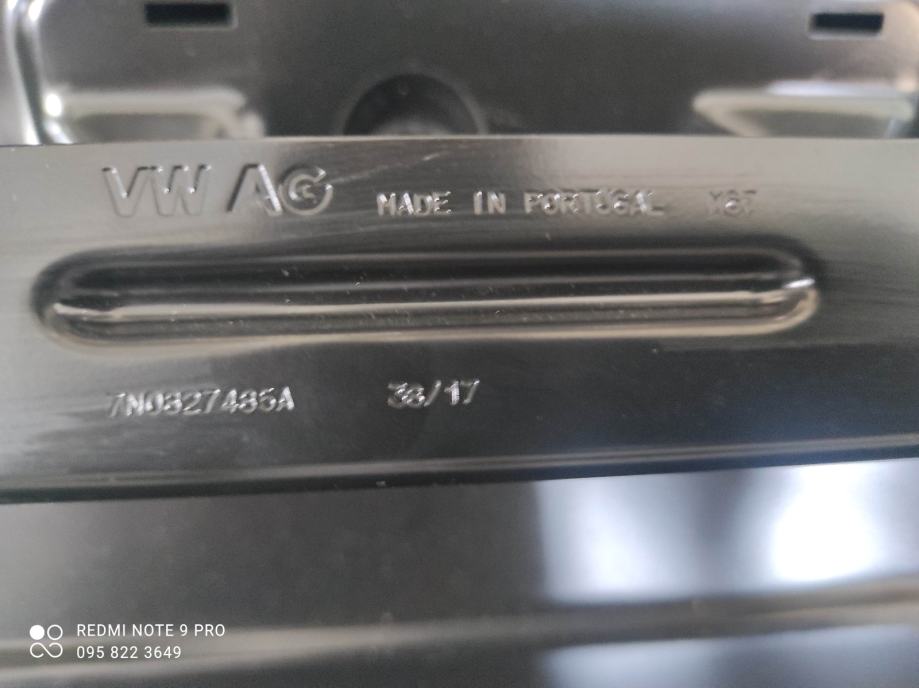 VW AG MADE IN PORTUGAL
7N0827485A 38/17
REDMI NOTE 9 PRO
095 822 3649